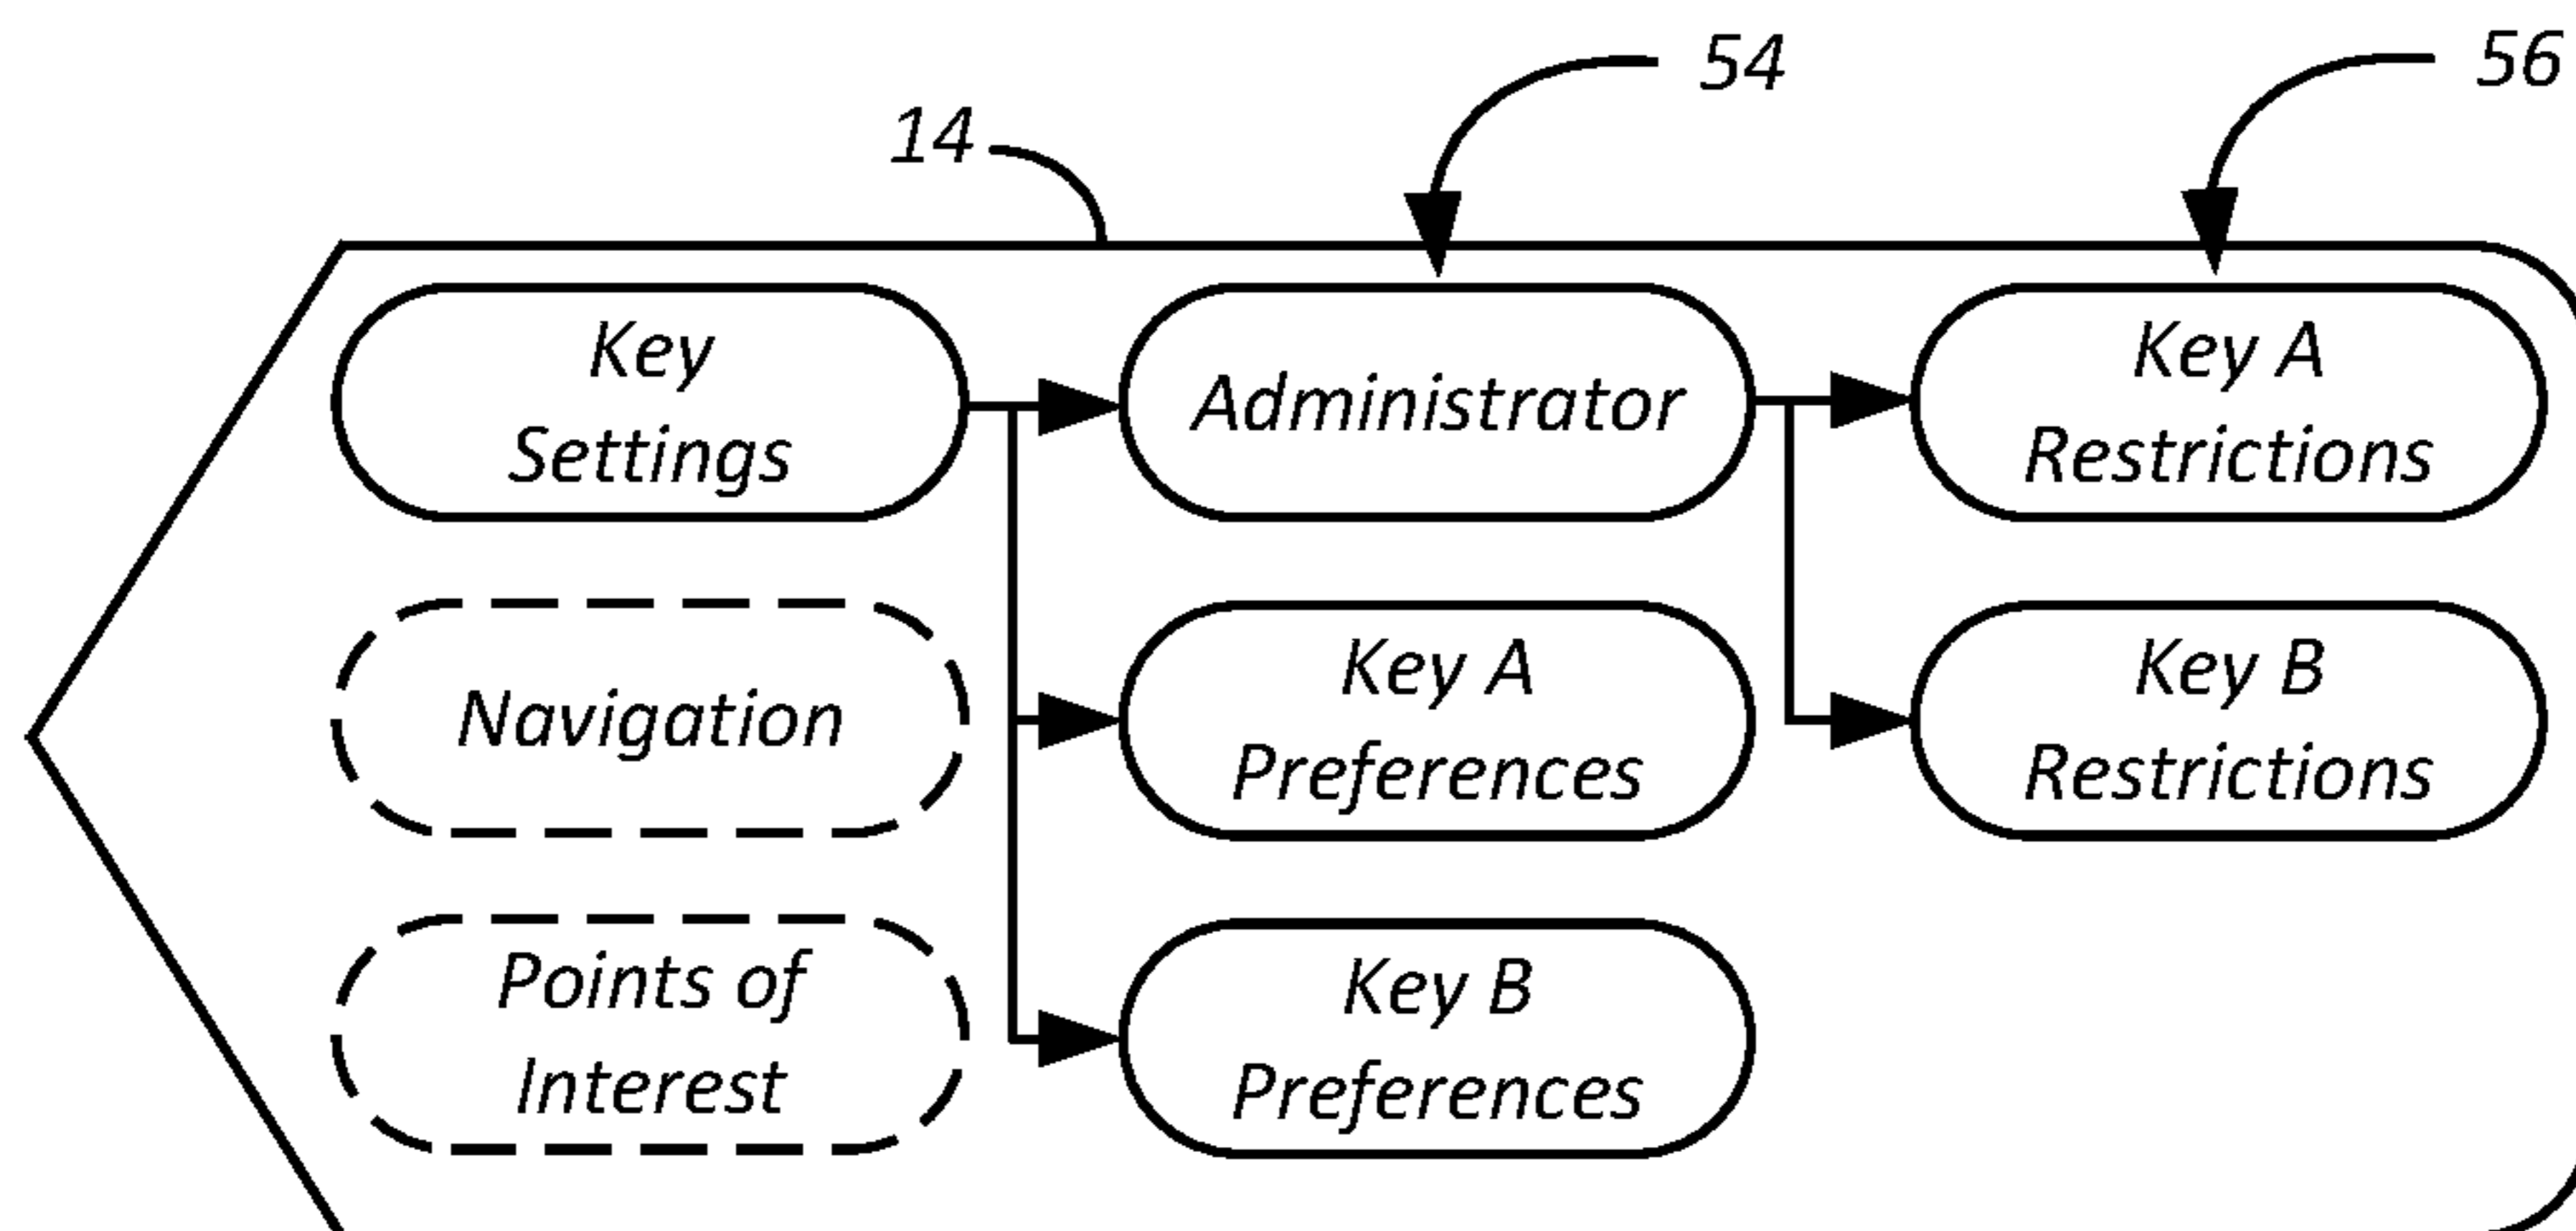 54
56
14
Key
Settings
Administrator
Key A
Restrictions
Navigation
Key A
Preferences
Key B
Restrictions
Points of
Interest
Key B
Preferences